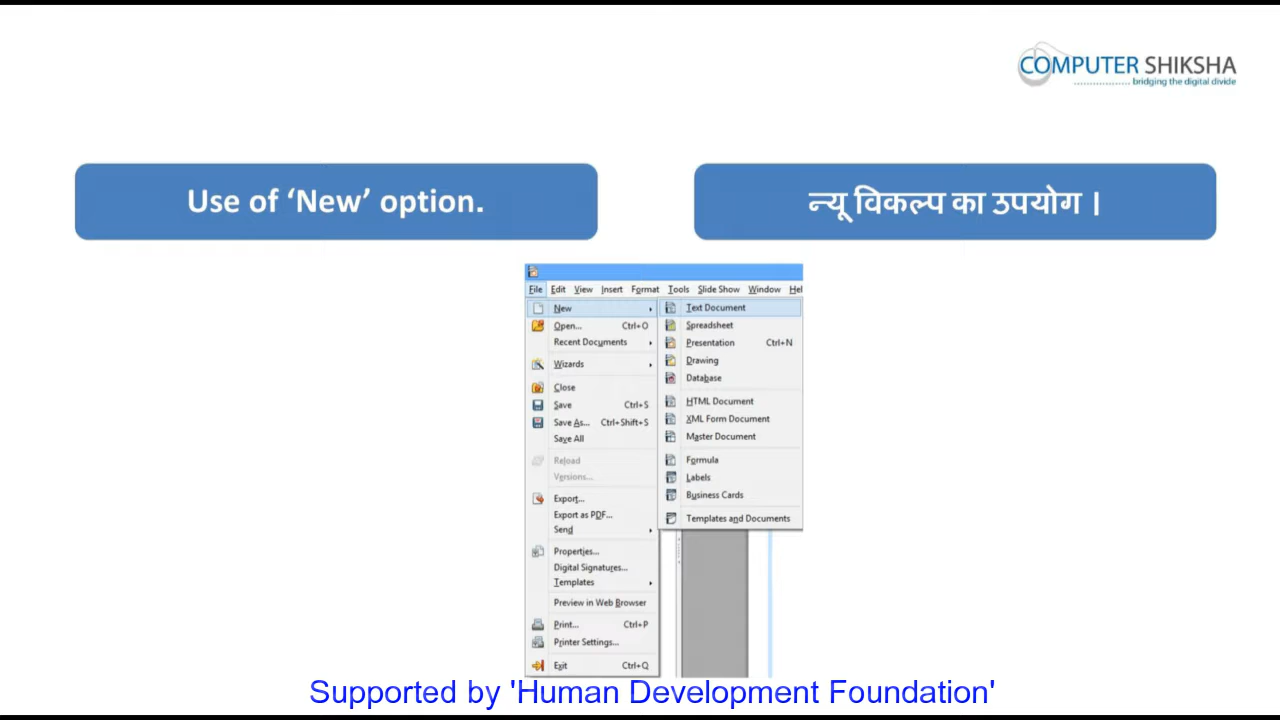 COMPUTER SHIKSHA
bridging the digital divide
Use of ‘New’ option.
न्यू विकल्प का उपयोग |
File Edit View Insert Format Tools Slide Show Window Hel
New
Open... Ctrl+O
Recent Documents
Wizards
Close
Save Ctrl+S
Save As... Ctrl+Shift+S
Save All
Reload
Versions...
Export...
Export as PDF...
Send
Properties...
Digital Signatures...
Templates
Preview in Web Browser
Print... Ctrl+P
Printer Settings...
Exit Ctrl+Q
Text Document
Spreadsheet
Presentation Ctrl+N
Drawing
Database
HTML Document
XML Form Document
Master Document
Formula
Labels
Business Cards
Templates and Documents
Supported by 'Human Development Foundation'